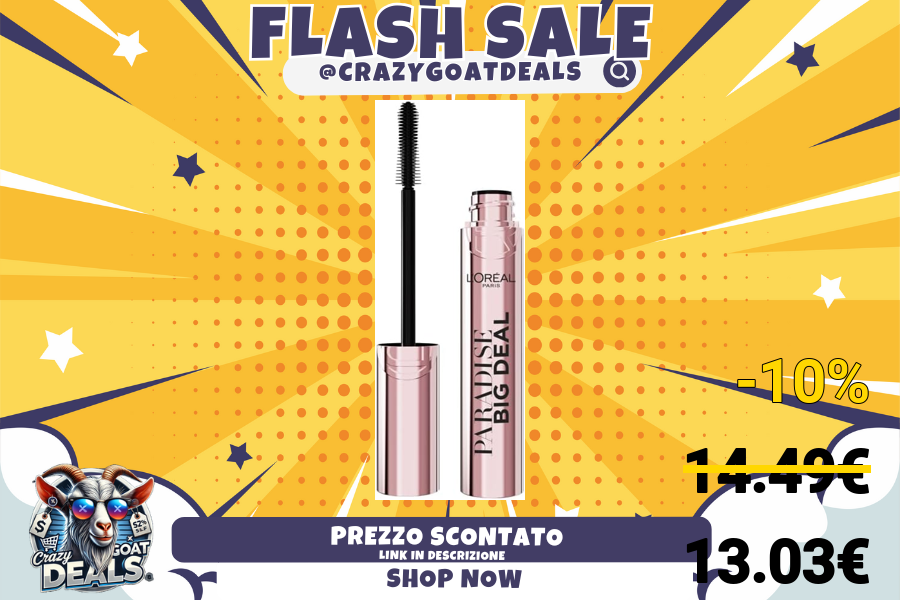 FLASH SALE
@CRAZYGOATDEALS
L'ORÉAL
PARIS
PARADISE
BIG DEAL
-10%
14.49€
13.03€
PREZZO SCONTATO
LINK IN DESCRIZIONE
SHOP NOW
$
52%
Crazy
GOAT
DEALS